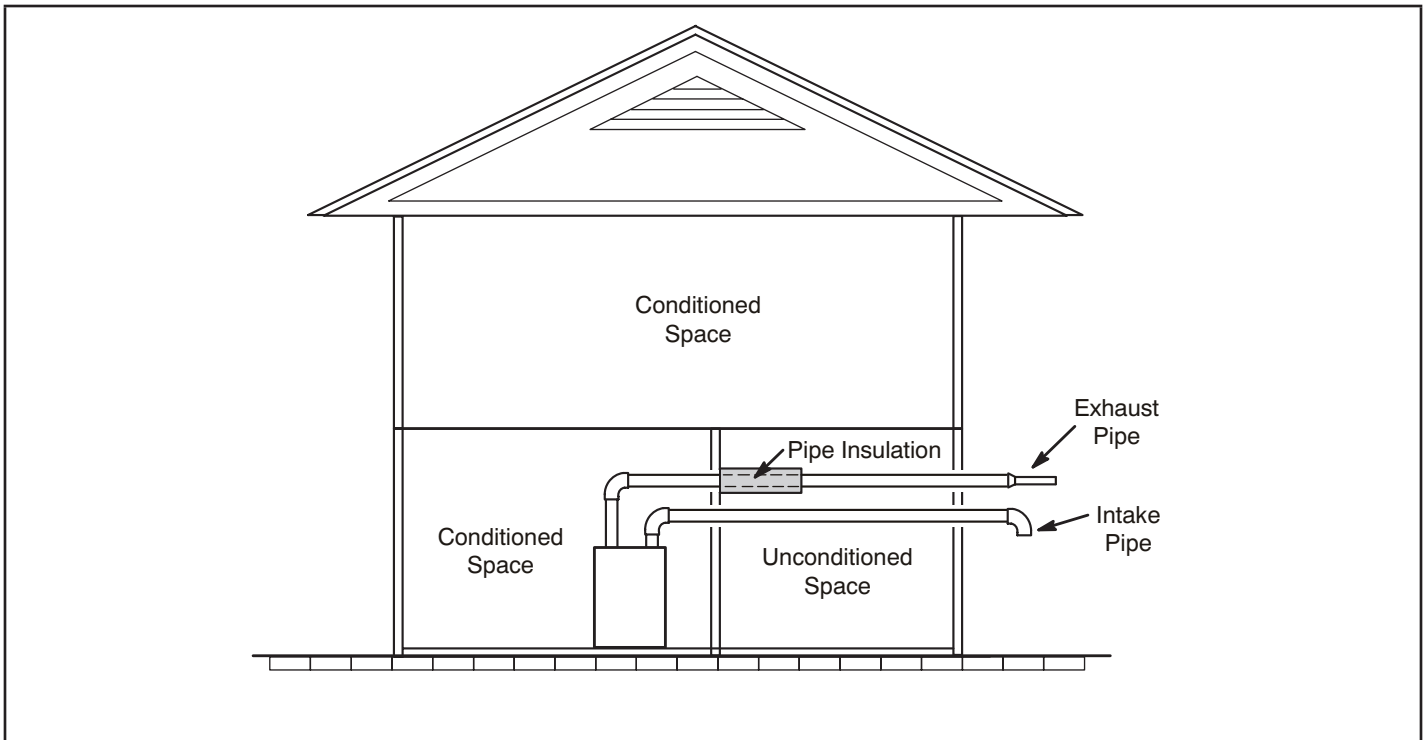 Conditioned
Space
Exhaust
Pipe
Pipe Insulation
Intake
Pipe
Conditioned
Space
Unconditioned
Space